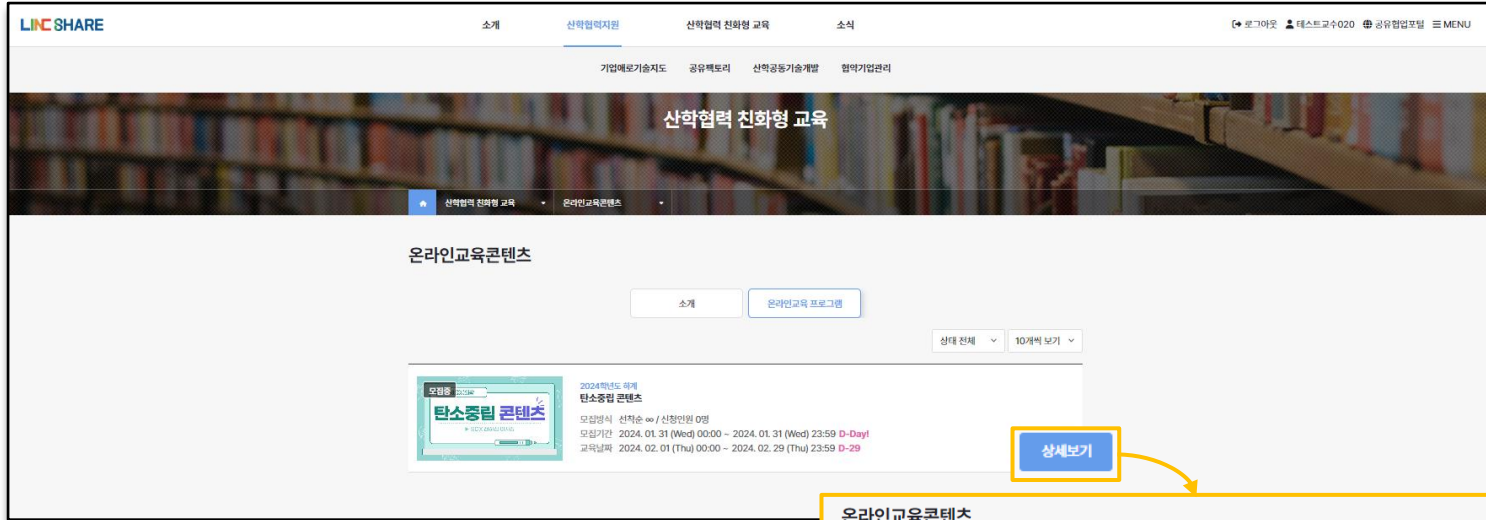 LINC SHARE
소개 산학협력지원 산학협력 친화형 교육 소식
로그아웃 테스트교수020 공유협업포털 MENU
기업애로기술지도 공유팩토리 산학공동기술개발 협약기업관리
산학협력 친화형 교육
산학협력 친화형 교육 온라인교육콘텐츠
온라인교육콘텐츠
소개 온라인교육 프로그램
상태 전체 10개씩 보기
모집중
탄소중립 콘텐츠
2024학년도 하계
탄소중립 콘텐츠
모집방식 선착순 ∞ / 신청인원 0명
모집기간 2024. 01. 31 (Wed) 00:00 ~ 2024. 01. 31 (Wed) 23:59 D-Day!
교육날짜 2024. 02. 01 (Thu) 00:00 ~ 2024. 02. 29 (Thu) 23:59 D-29
상세보기
온라인교육콘텐츠